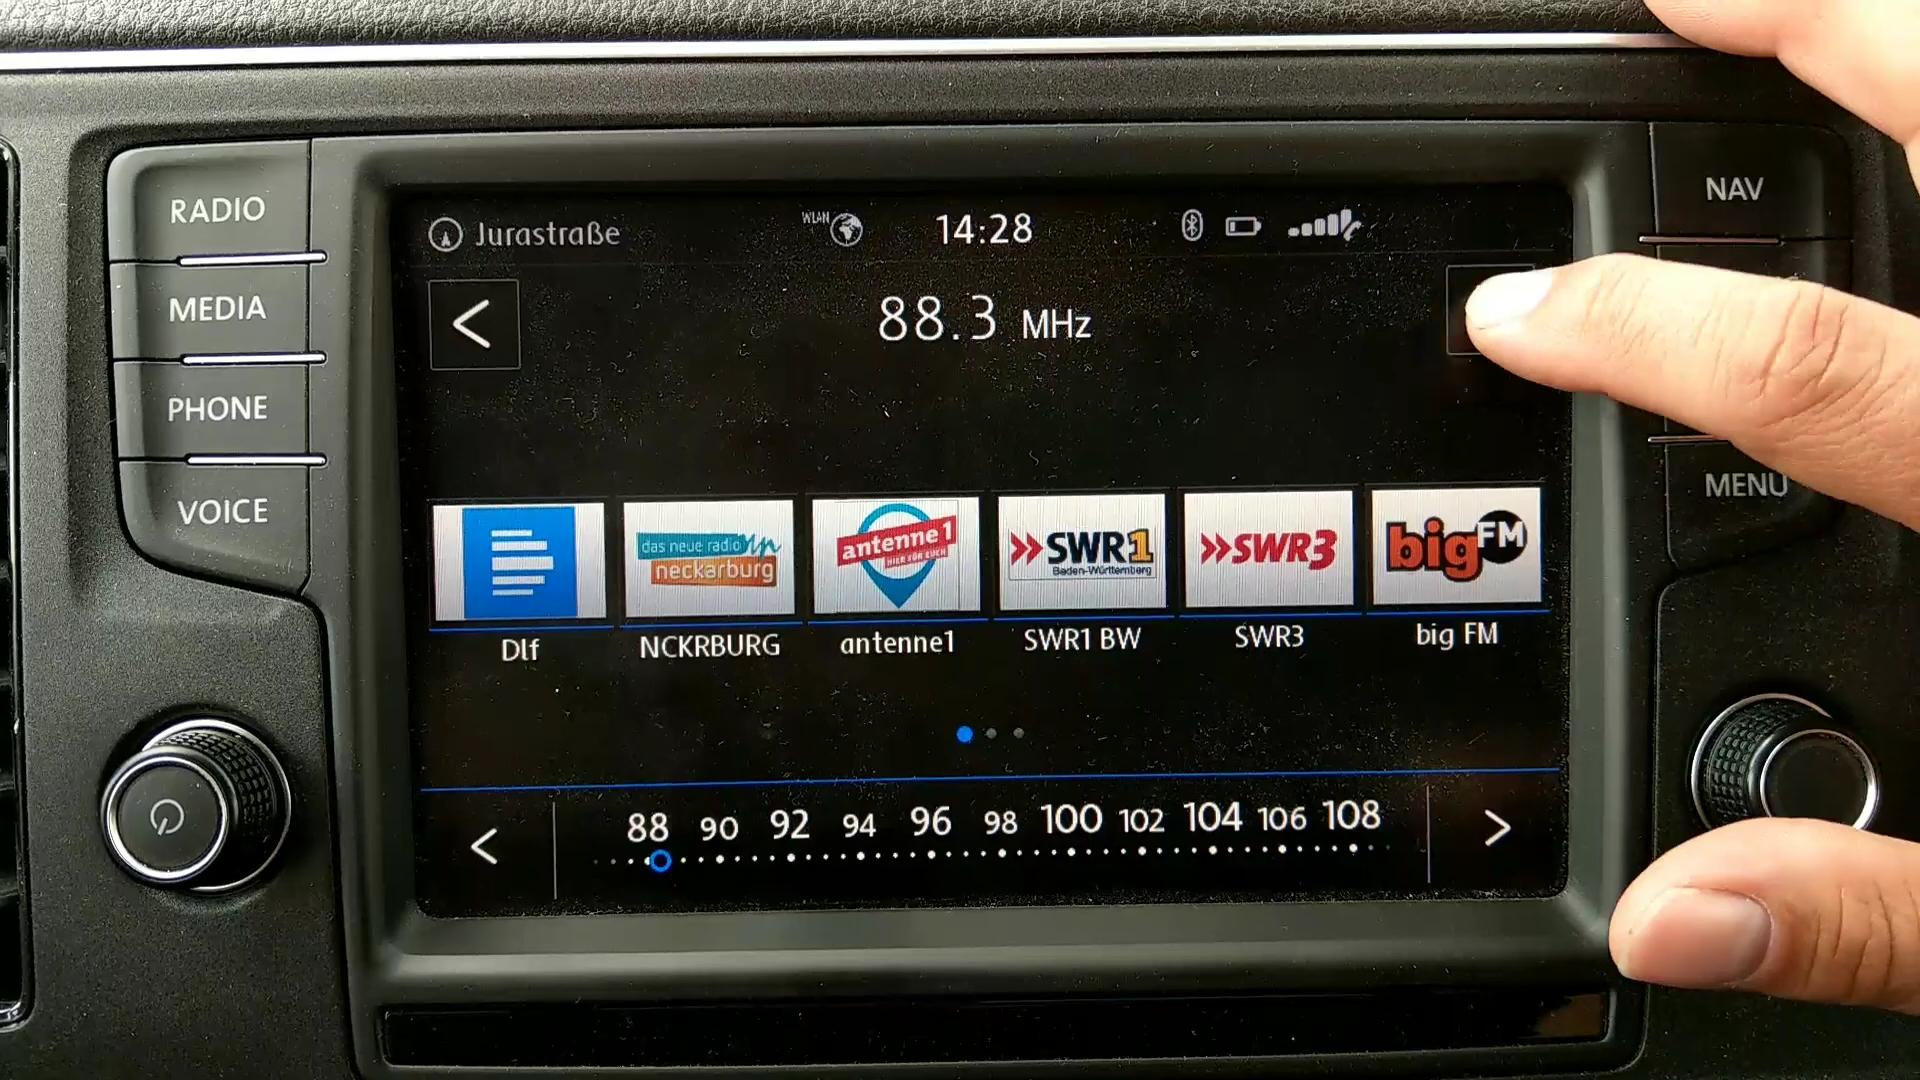 RADIO
MEDIA
PHONE
VOICE
NAV
MENU
Jurastraße
WLAN
14:28
88.3 MHz
das neue radio
neckarburg
antenne 1
HIER FÜR EUCH
SWR1
Baden-Württemberg
SWR3
bigFM
Dlf
NCKRBURG
antenne1
SWR1 BW
SWR3
big FM
88 90 92 94 96 98 100 102 104 106 108